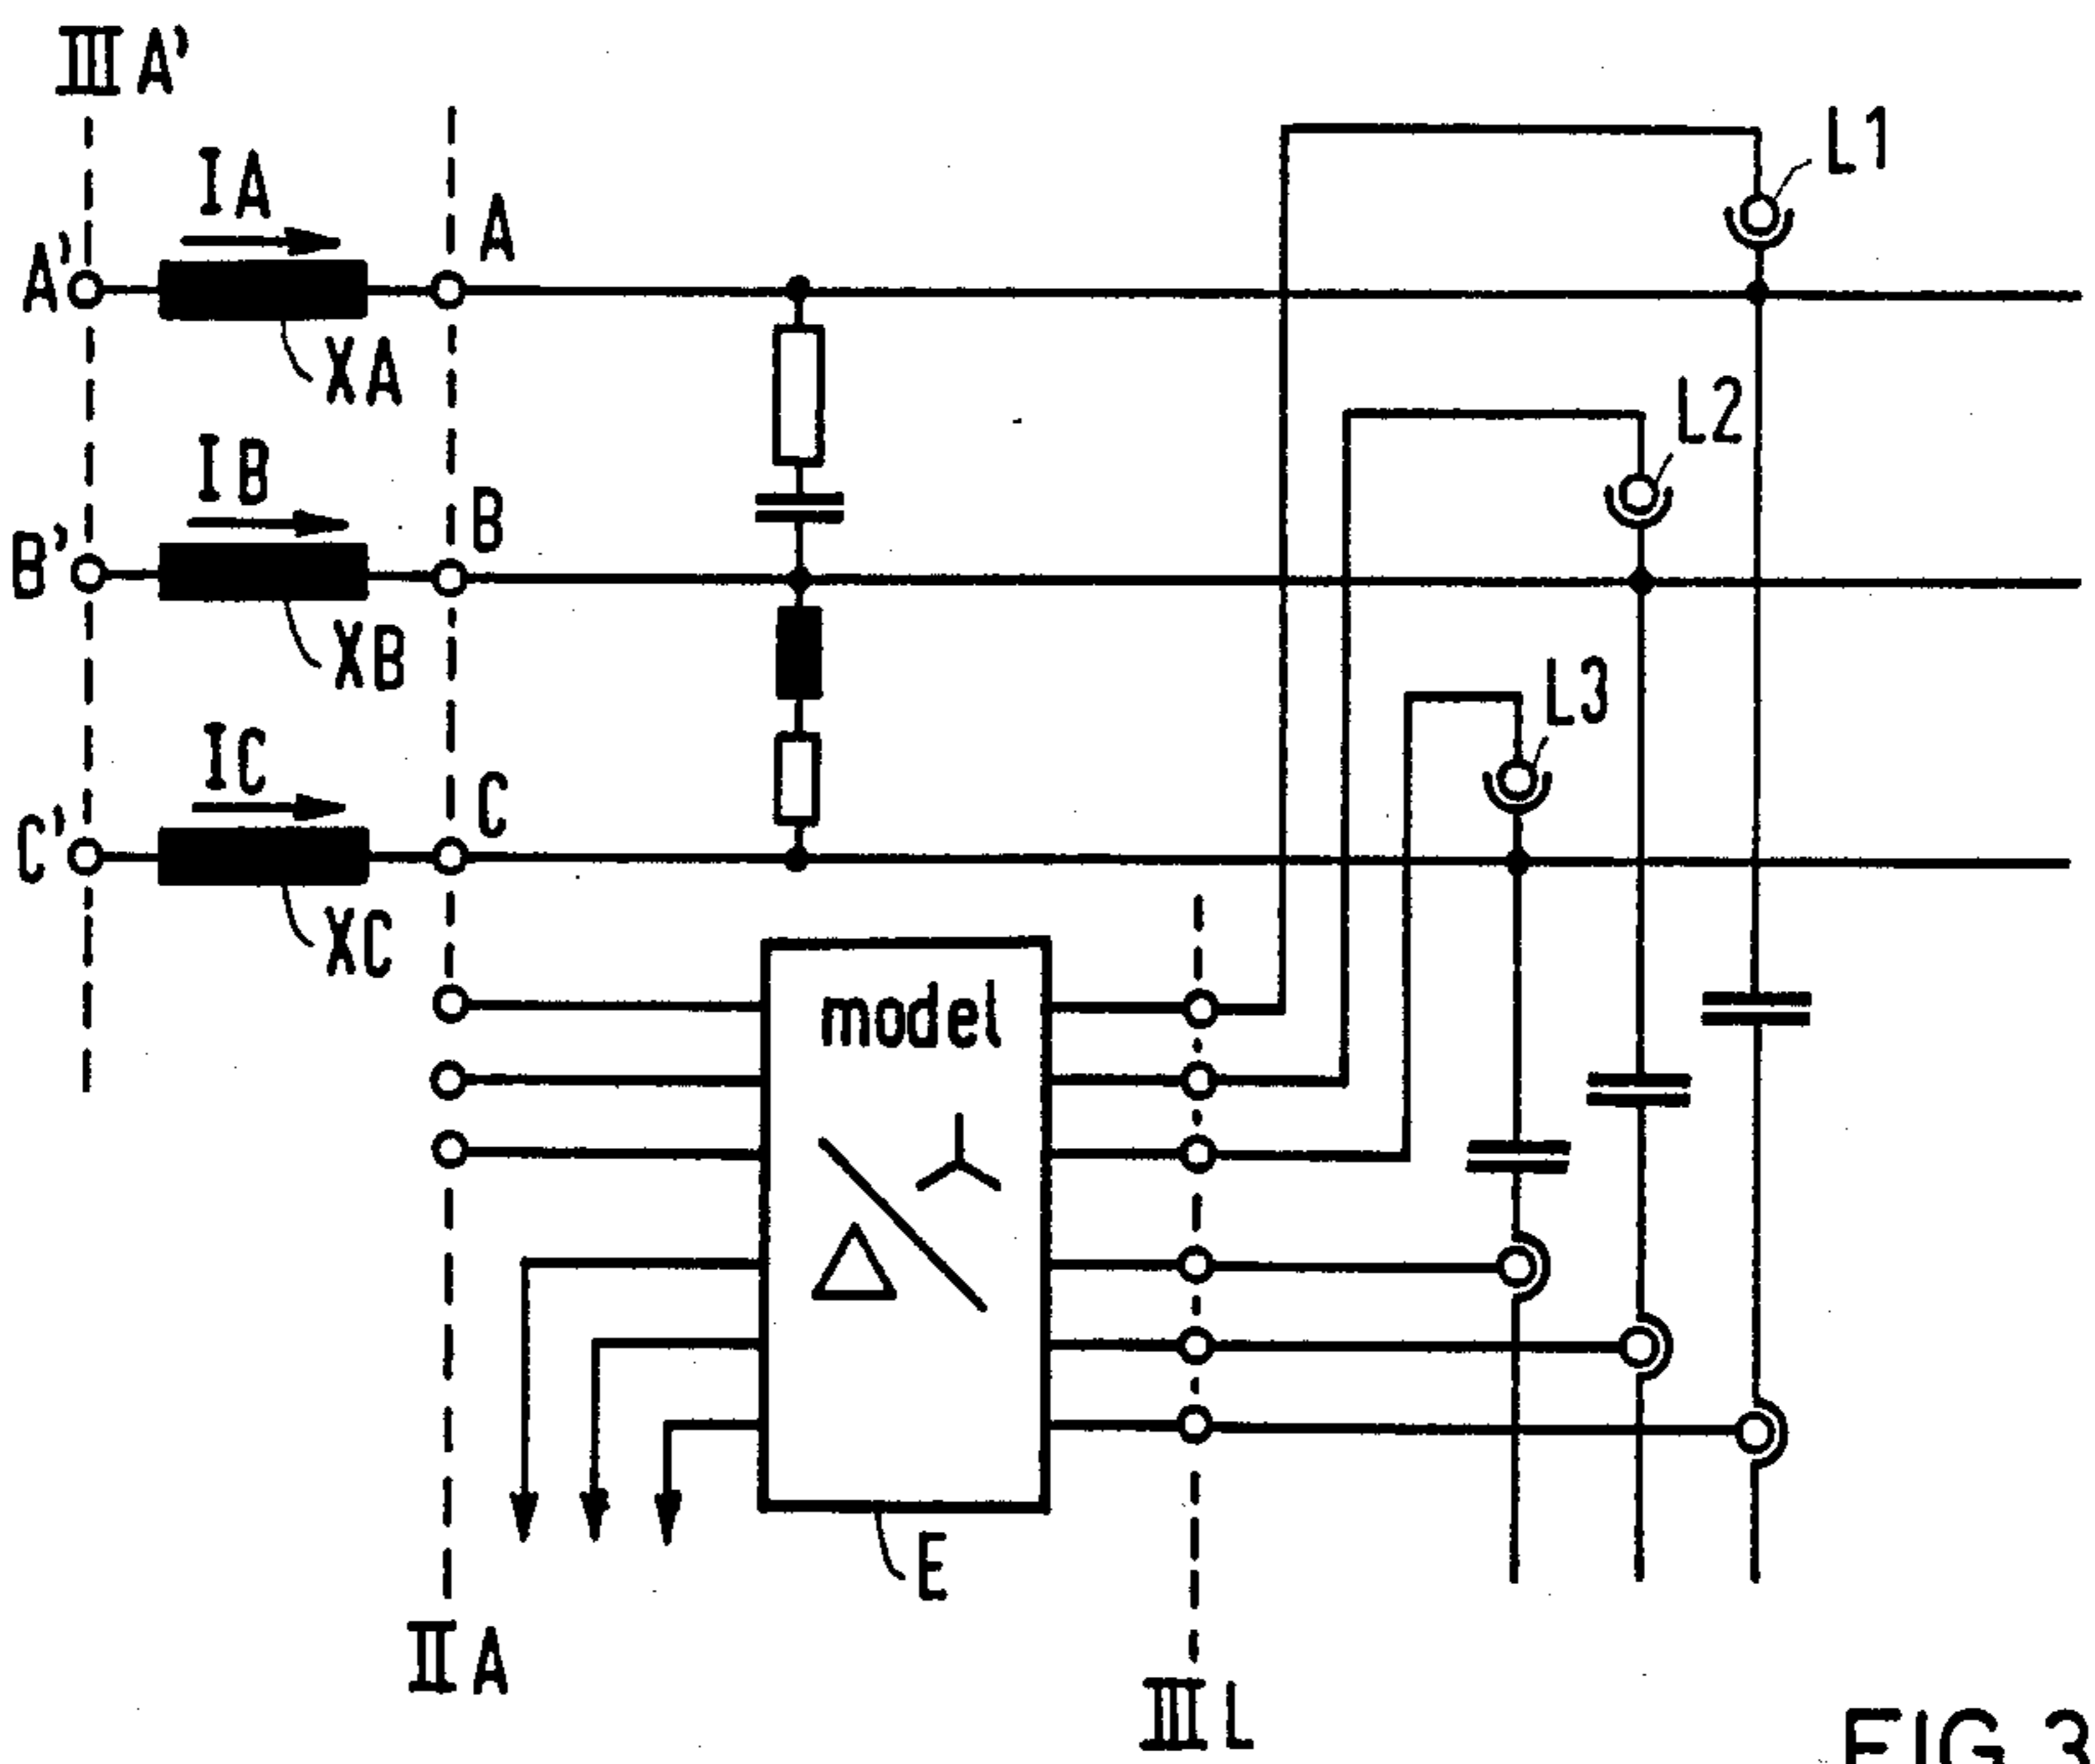 III A'
IA
A'
A
XA
L1
IB
B'
B
XB
L2
IC
C'
C
XC
L3
model
E
II A
III L
FIG 3